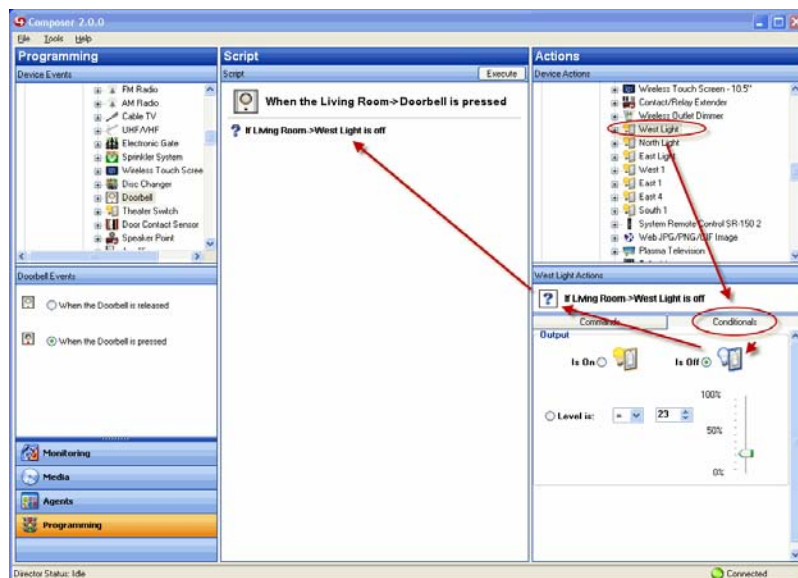 Composer 2.0.0
File Tools Help
Programming
Device Events
FM Radio
AM Radio
Cable TV
UHF/VHF
Electronic Gate
Sprinkler System
Wireless Touch Scree
Disc Changer
Doorbell
Theater Switch
Door Contact Sensor
Speaker Point
Doorbell Events
When the Doorbell is released
When the Doorbell is pressed
Monitoring
Media
Agents
Programming
Director Status: Idle
Script
Script Execute
When the Living Room->Doorbell is pressed
? If Living Room->West Light is off
Actions
Device Actions
Wireless Touch Screen - 10.5"
Contact/Relay Extender
Wireless Outlet Dimmer
West Light
North Light
East Light
West 1
East 1
East 4
South 1
System Remote Control SR-150 2
Web JPG/PNG/GIF Image
Plasma Television
West Light Actions
? If Living Room->West Light is off
Commands Conditionals
Output
Is On Is Off
100%
Level is: = 23
50%
0%
Connected